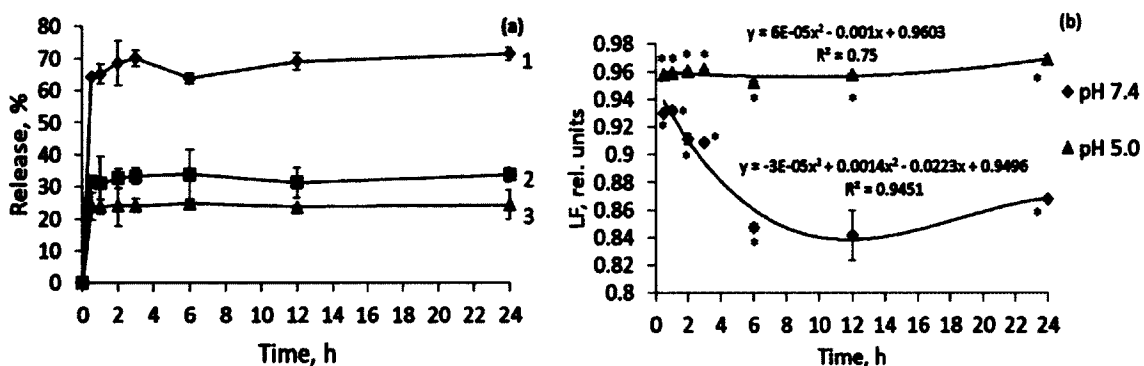 (a)
80
70
60
50
40
30
20
10
0
Release, %
1
2
3
0 2 4 6 8 10 12 14 16 18 20 22 24
Time, h
(b)
y = 6E-05x² - 0.001x + 0.9603
R² = 0.75
0.98
0.96
0.94
0.92
0.9
0.88
0.86
0.84
0.82
0.8
LF, rel. units
* * * *
* * *
* * * *
* *
y = -3E-05x³ + 0.0014x² - 0.0223x + 0.9496
R² = 0.9451
pH 7.4
pH 5.0
0 2 4 6 8 10 12 14 16 18 20 22 24
Time, h